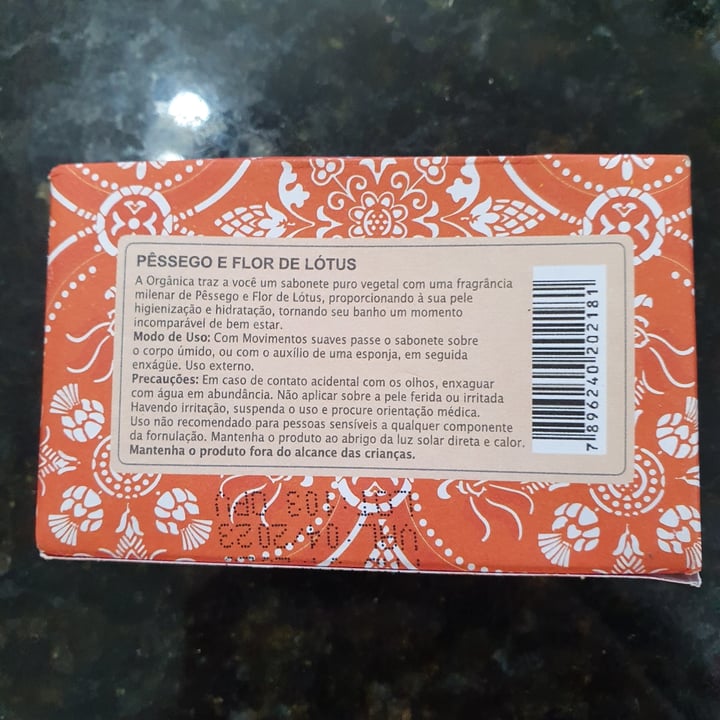 PÊSSEGO E FLOR DE LÓTUS
A Orgânica traz a você um sabonete puro vegetal com uma fragrância
milenar de Pêssego e Flor de Lótus, proporcionando à sua pele
higienização e hidratação, tornando seu banho um momento
incomparável de bem estar.
Modo de Uso: Com Movimentos suaves passe o sabonete sobre
o corpo úmido, ou com o auxílio de uma esponja, em seguida
enxágüe. Uso externo.
Precauções: Em caso de contato acidental com os olhos, enxaguar
com água em abundância. Não aplicar sobre a pele ferida ou irritada
Havendo irritação, suspenda o uso e procure orientação médica.
Uso não recomendado para pessoas sensíveis a qualquer componente
da fornulação. Mantenha o produto ao abrigo da luz solar direta e calor.
Mantenha o produto fora do alcance das crianças.
7 896240 202181
VAL 04 2023